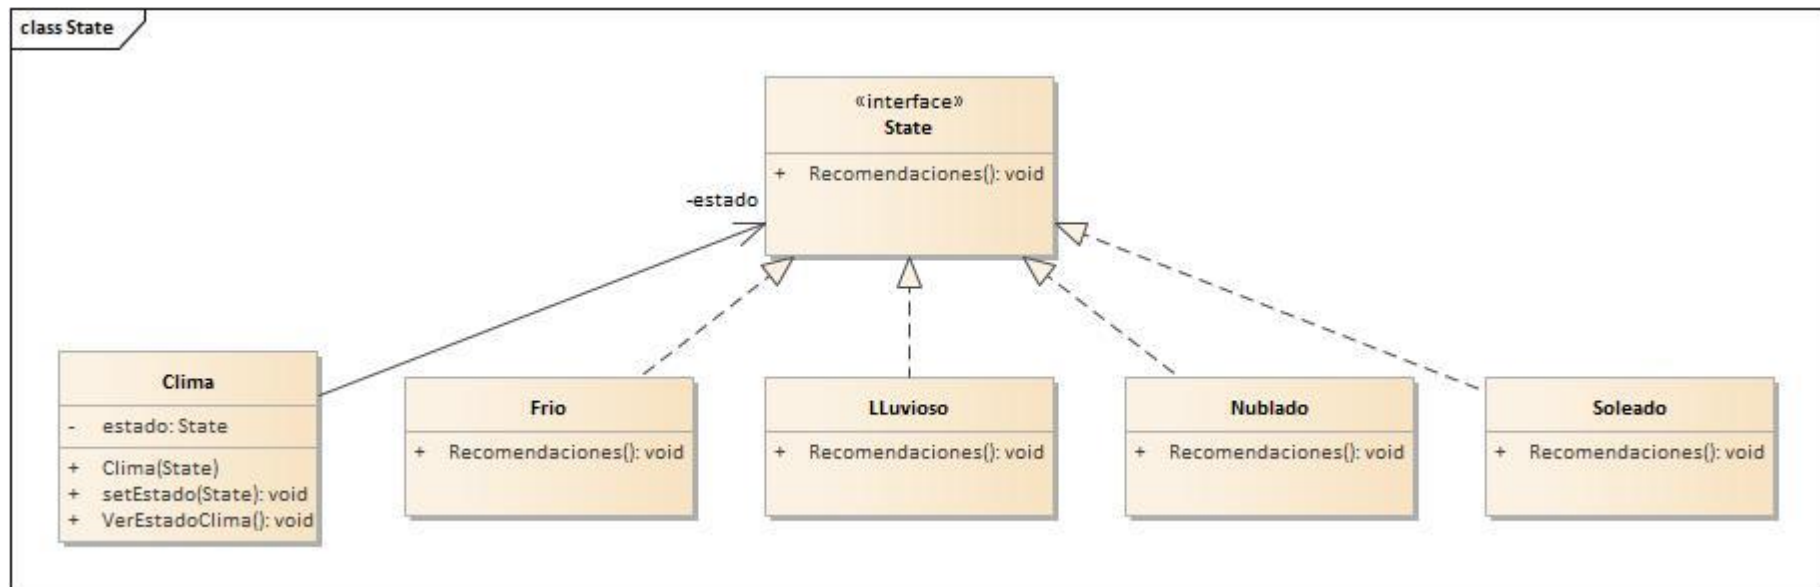 class State
«interface»
State
+ Recomendaciones(): void
-estado
Clima
- estado: State
+ Clima(State)
+ setEstado(State): void
+ VerEstadoClima(): void
Frio
+ Recomendaciones(): void
LLuvioso
+ Recomendaciones(): void
Nublado
+ Recomendaciones(): void
Soleado
+ Recomendaciones(): void